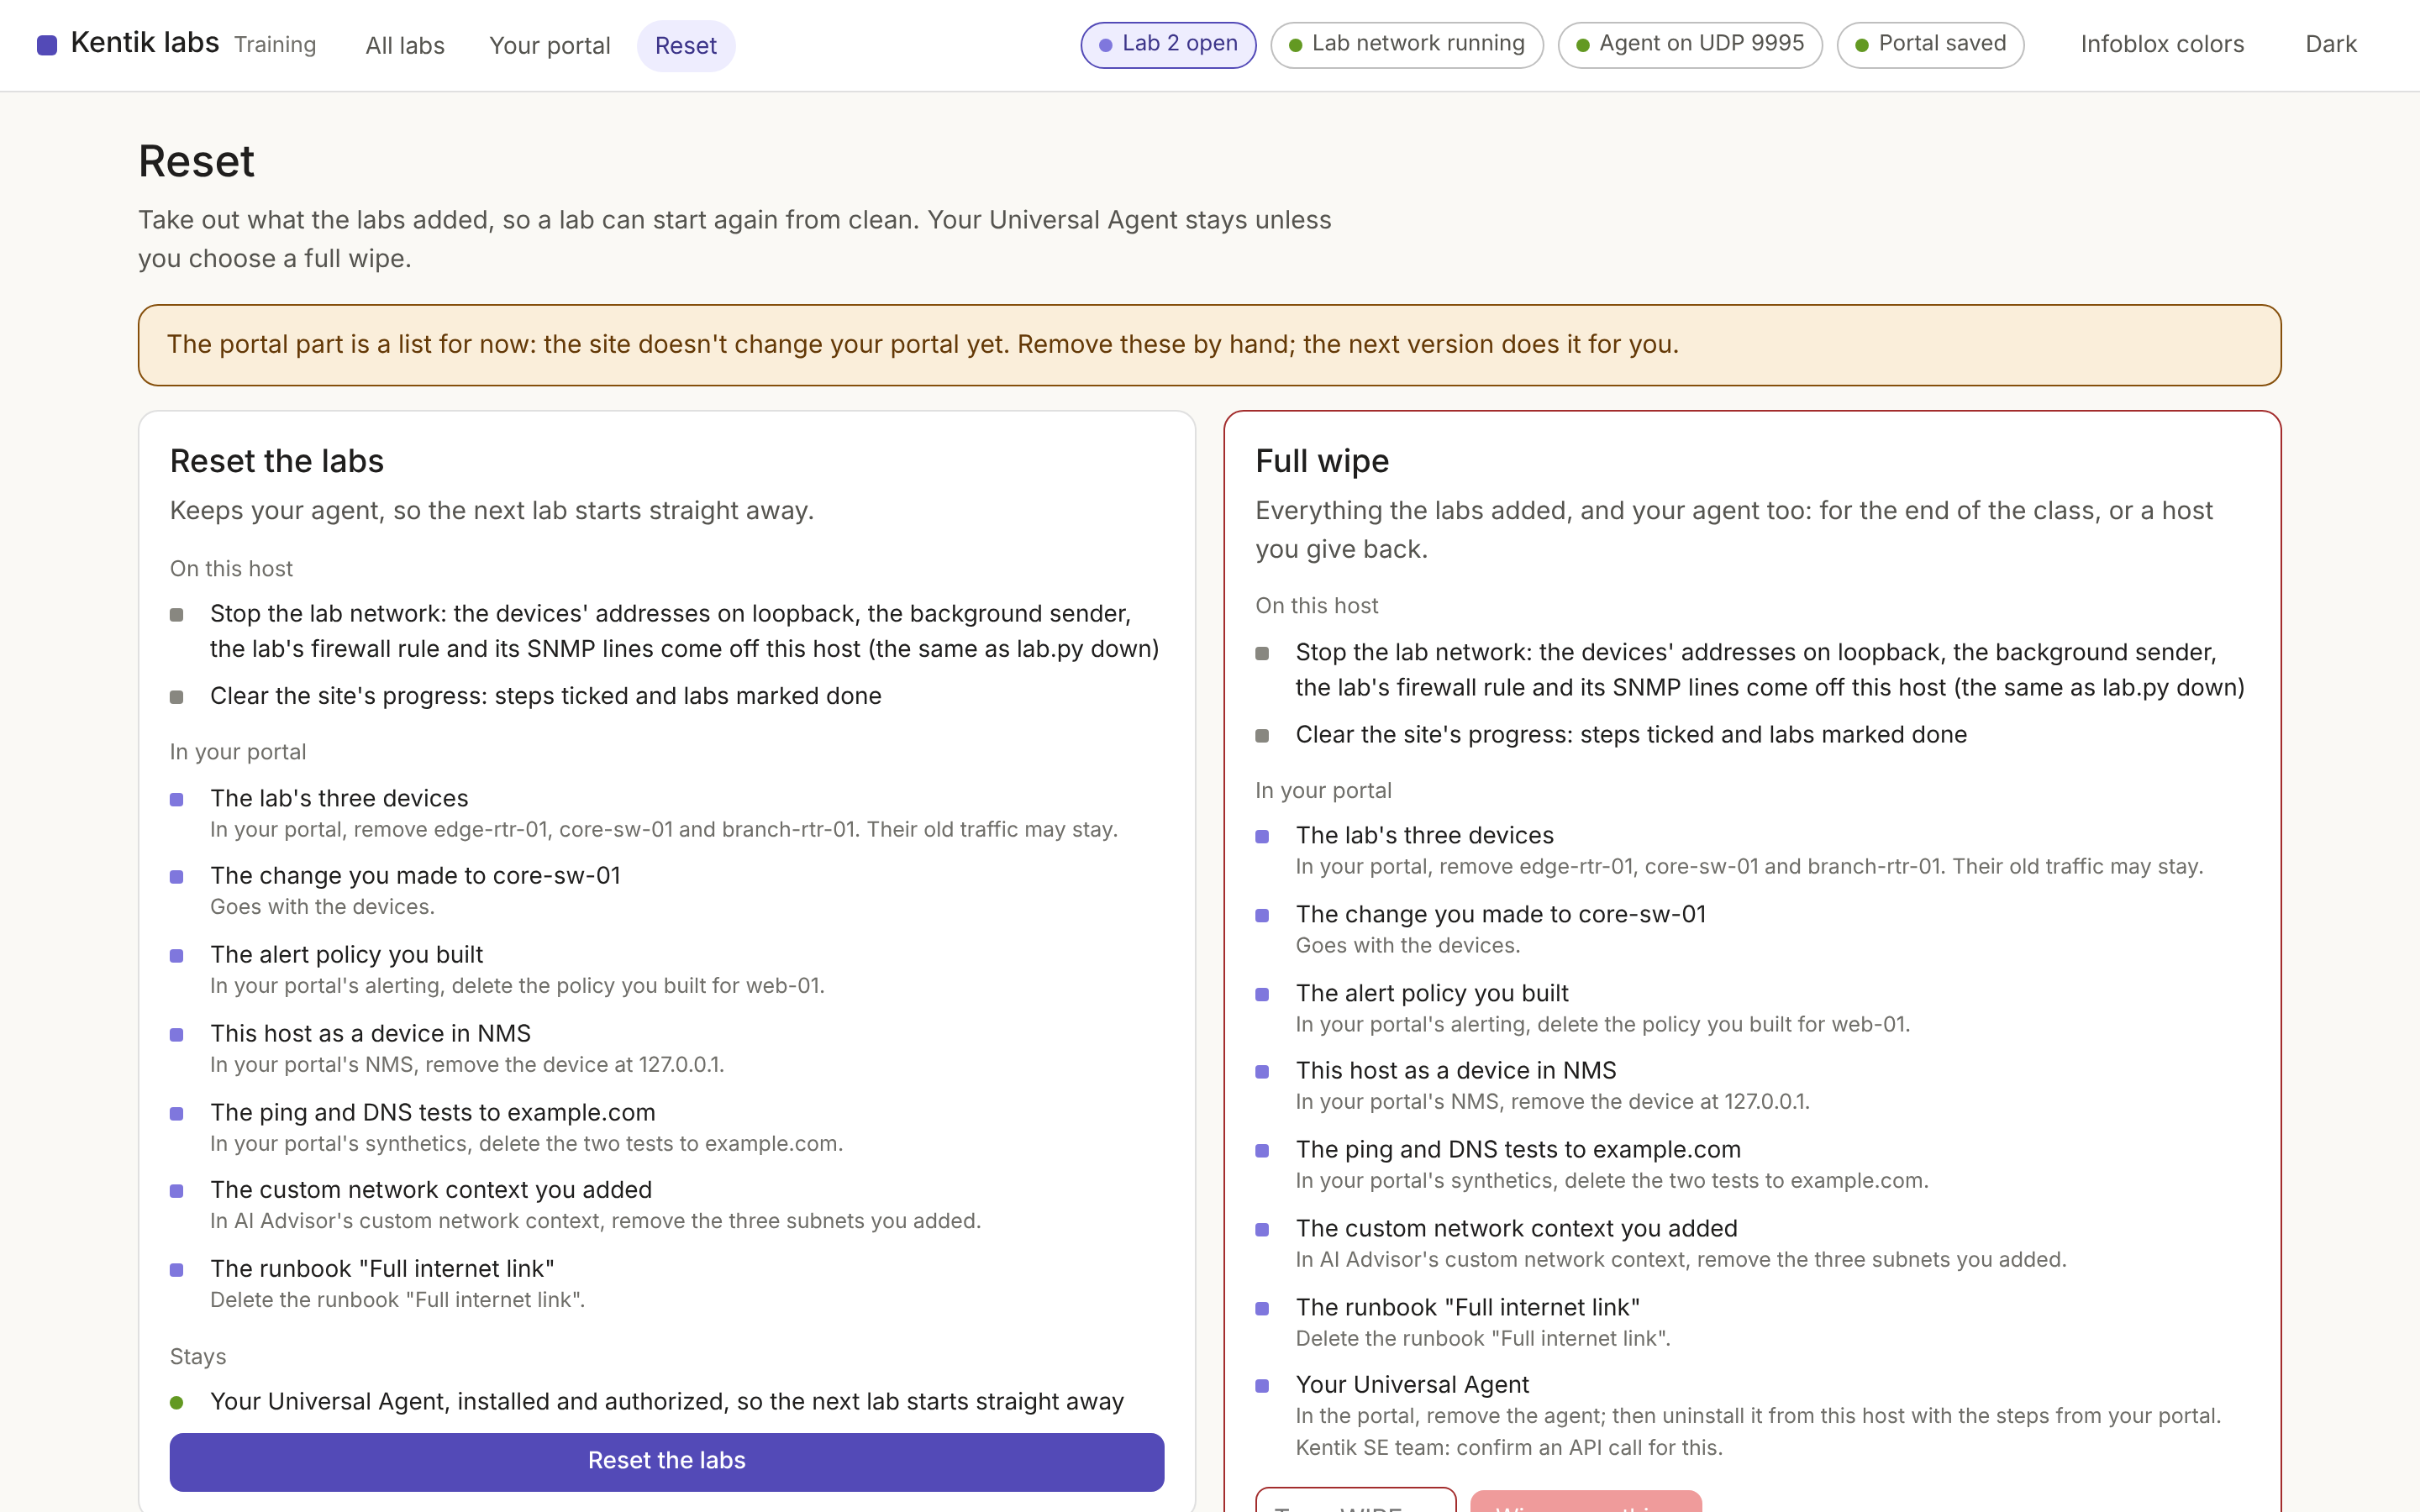 Kentik labs Training All labs Your portal Reset Lab 2 open Lab network running Agent on UDP 9995 Portal saved Infoblox colors Dark
Reset
Take out what the labs added, so a lab can start again from clean. Your Universal Agent stays unless
you choose a full wipe.
The portal part is a list for now: the site doesn't change your portal yet. Remove these by hand; the next version does it for you.
Reset the labs
Keeps your agent, so the next lab starts straight away.
On this host
Stop the lab network: the devices' addresses on loopback, the background sender,
the lab's firewall rule and its SNMP lines come off this host (the same as lab.py down)
Clear the site's progress: steps ticked and labs marked done
In your portal
The lab's three devices
In your portal, remove edge-rtr-01, core-sw-01 and branch-rtr-01. Their old traffic may stay.
The change you made to core-sw-01
Goes with the devices.
The alert policy you built
In your portal's alerting, delete the policy you built for web-01.
This host as a device in NMS
In your portal's NMS, remove the device at 127.0.0.1.
The ping and DNS tests to example.com
In your portal's synthetics, delete the two tests to example.com.
The custom network context you added
In AI Advisor's custom network context, remove the three subnets you added.
The runbook "Full internet link"
Delete the runbook "Full internet link".
Stays
Your Universal Agent, installed and authorized, so the next lab starts straight away
Reset the labs
Full wipe
Everything the labs added, and your agent too: for the end of the class, or a host
you give back.
On this host
Stop the lab network: the devices' addresses on loopback, the background sender,
the lab's firewall rule and its SNMP lines come off this host (the same as lab.py down)
Clear the site's progress: steps ticked and labs marked done
In your portal
The lab's three devices
In your portal, remove edge-rtr-01, core-sw-01 and branch-rtr-01. Their old traffic may stay.
The change you made to core-sw-01
Goes with the devices.
The alert policy you built
In your portal's alerting, delete the policy you built for web-01.
This host as a device in NMS
In your portal's NMS, remove the device at 127.0.0.1.
The ping and DNS tests to example.com
In your portal's synthetics, delete the two tests to example.com.
The custom network context you added
In AI Advisor's custom network context, remove the three subnets you added.
The runbook "Full internet link"
Delete the runbook "Full internet link".
Your Universal Agent
In the portal, remove the agent; then uninstall it from this host with the steps from your portal.
Kentik SE team: confirm an API call for this.